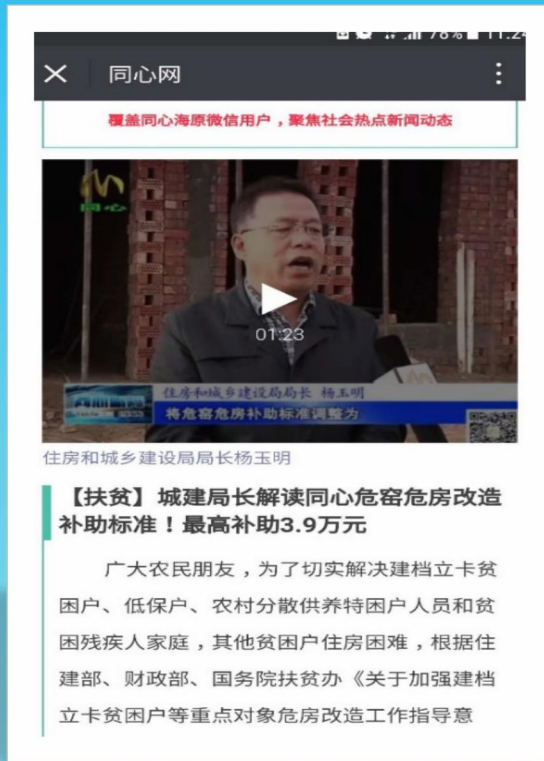 78% 11:24
同心网
覆盖同心海原微信用户，聚焦社会热点新闻动态
同心
01:23
住房和城乡建设局局长 杨玉明
将危窑危房补助标准调整为
住房和城乡建设局局长杨玉明
【扶贫】城建局长解读同心危窑危房改造
补助标准！最高补助3.9万元
广大农民朋友，为了切实解决建档立卡贫
困户、低保户、农村分散供养特困户人员和贫
困残疾人家庭，其他贫困户住房困难，根据住
建部、财政部、国务院扶贫办《关于加强建档
立卡贫困户等重点对象危房改造工作指导意